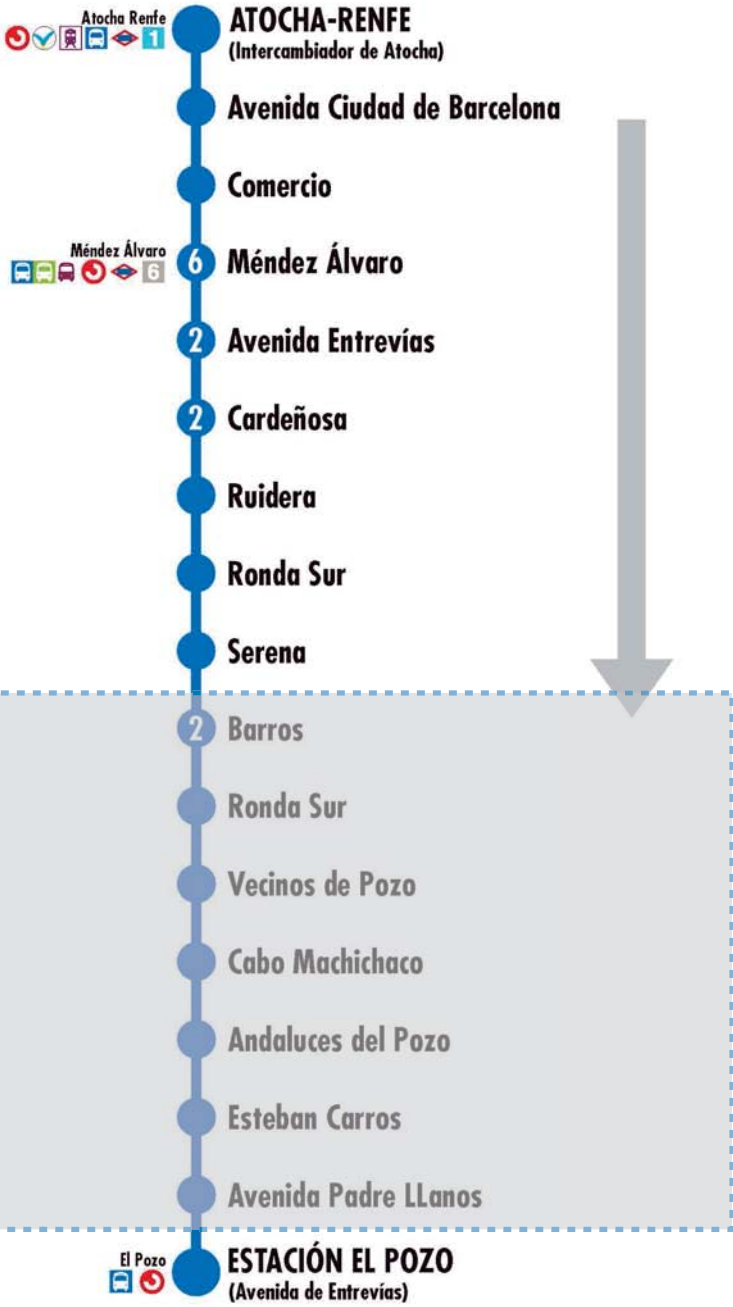 Atocha Renfe
1
ATOCHA-RENFE
(Intercambiador de Atocha)
Avenida Ciudad de Barcelona
Comercio
Méndez Álvaro
6
6
Méndez Álvaro
2
Avenida Entrevías
2
Cardeñosa
Ruidera
Ronda Sur
Serena
2
Barros
Ronda Sur
Vecinos de Pozo
Cabo Machichaco
Andaluces del Pozo
Esteban Carros
Avenida Padre LLanos
El Pozo
ESTACIÓN EL POZO
(Avenida de Entrevías)